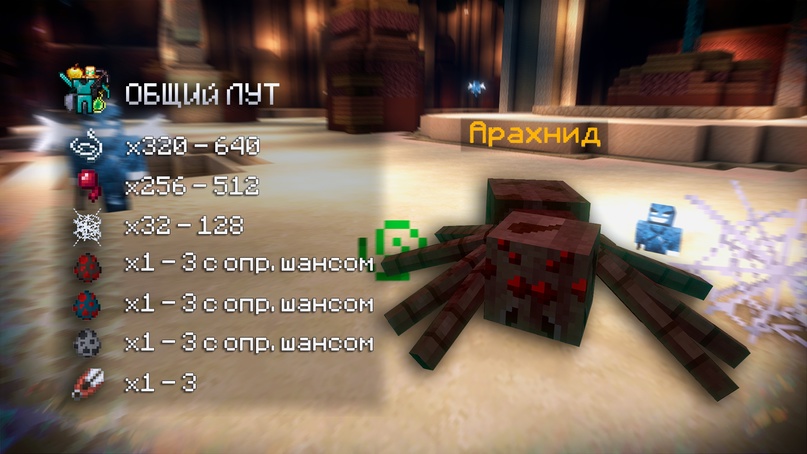 ОБЩИЙ ЛУТ
x320 - 640
Арахнид
x256 - 512
x32 - 128
x1 - 3 с опр. шансом
x1 - 3 с опр. шансом
x1 - 3 с опр. шансом
x1 - 3